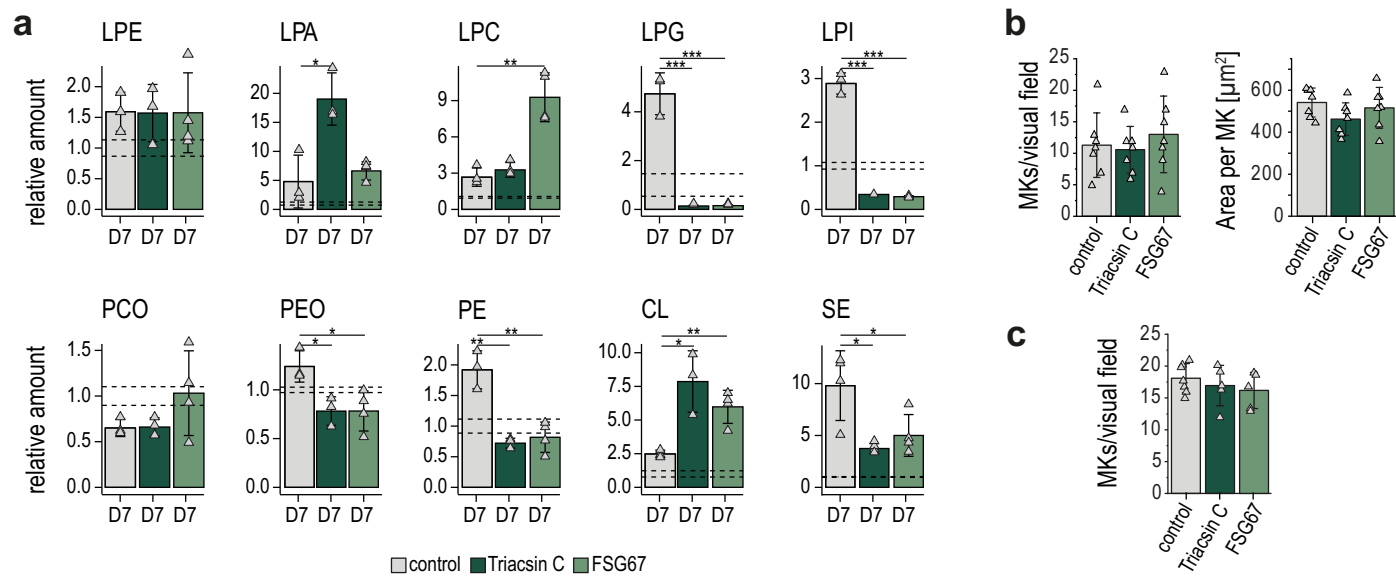 a
LPE
LPA
LPC
LPG
LPI
relative amount
2.0
1.5
1.0
0.5
0.0
D7 D7 D7
*
20
15
10
5
0
D7 D7 D7
**
9
6
3
0
D7 D7 D7
***
***
4
2
0
D7 D7 D7
***
***
3
2
1
0
D7 D7 D7
PCO
PEO
PE
CL
SE
relative amount
1.5
1.0
0.5
0.0
D7 D7 D7
*
*
1.0
0.5
0.0
D7 D7 D7
**
**
2.0
1.5
1.0
0.5
0.0
D7 D7 D7
**
*
10.0
7.5
5.0
2.5
0.0
D7 D7 D7
*
*
10
5
0
D7 D7 D7
control Triacsin C FSG67
b
MKs/visual field
25
20
15
10
5
0
control
Triacsin C
FSG67
Area per MK [µm²]
600
400
200
0
control
Triacsin C
FSG67
c
MKs/visual field
25
20
15
10
5
0
control
Triacsin C
FSG67